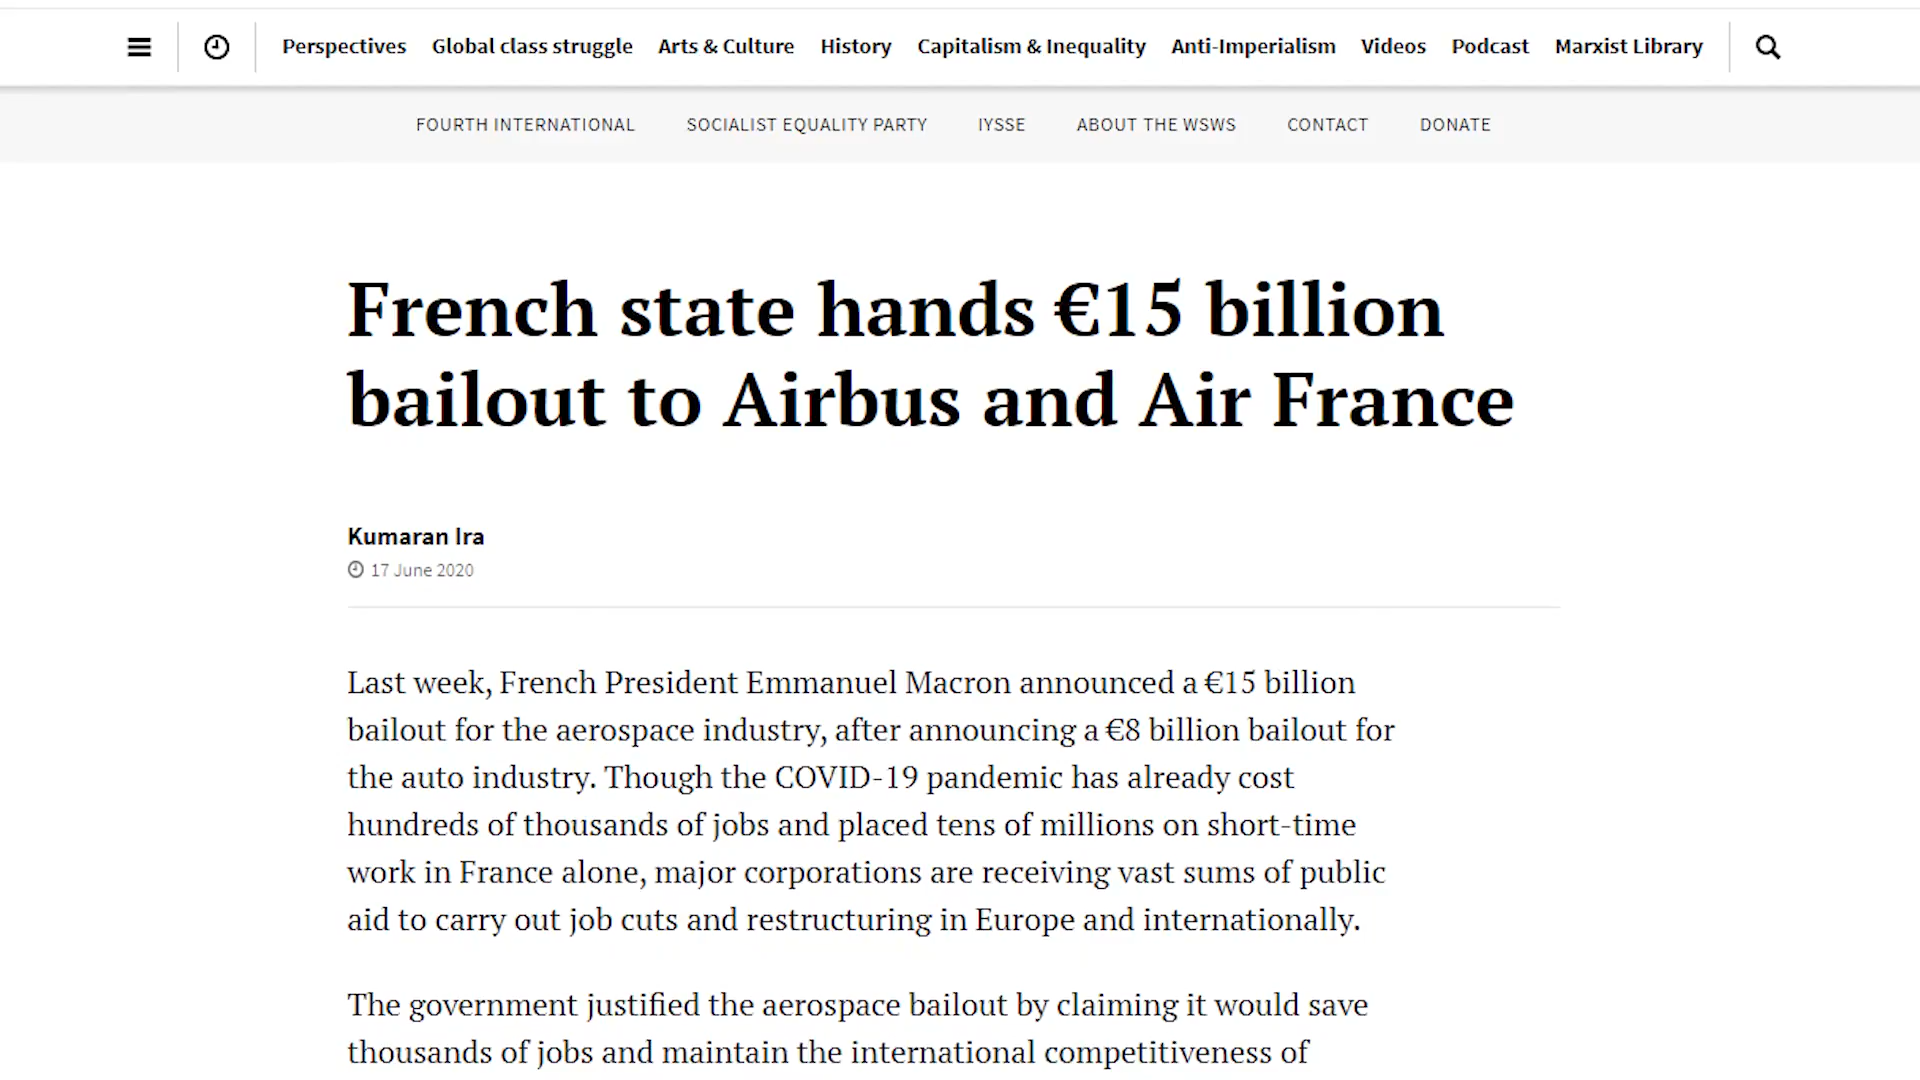 Perspectives Global class struggle Arts & Culture History Capitalism & Inequality Anti-Imperialism Videos Podcast Marxist Library
FOURTH INTERNATIONAL SOCIALIST EQUALITY PARTY IYSSE ABOUT THE WSWS CONTACT DONATE
French state hands €15 billion
bailout to Airbus and Air France
Kumaran Ira
17 June 2020
Last week, French President Emmanuel Macron announced a €15 billion
bailout for the aerospace industry, after announcing a €8 billion bailout for
the auto industry. Though the COVID-19 pandemic has already cost
hundreds of thousands of jobs and placed tens of millions on short-time
work in France alone, major corporations are receiving vast sums of public
aid to carry out job cuts and restructuring in Europe and internationally.
The government justified the aerospace bailout by claiming it would save
thousands of jobs and maintain the international competitiveness of